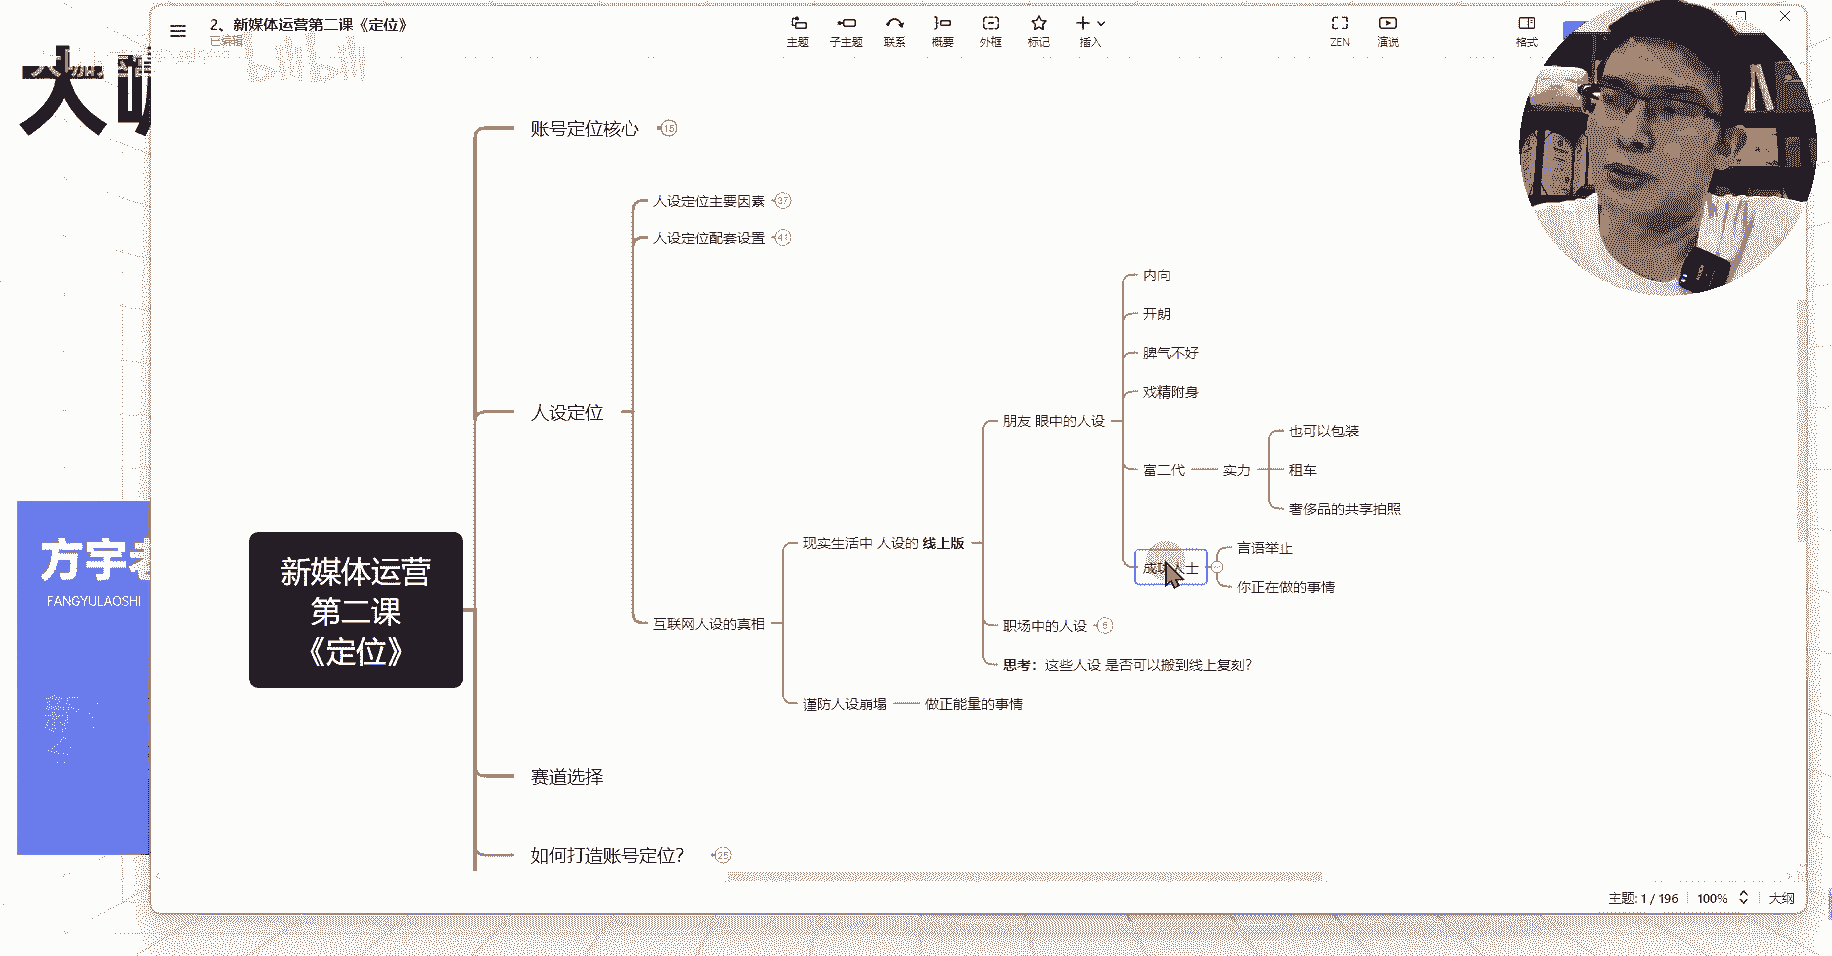 2、新媒体运营第二课《定位》
已编辑
主题
子主题
联系
概要
外框
标记
插入
ZEN
演说
格式
大
bilibili
账号定位核心
15
人设定位主要因素
37
人设定位配套设置
43
内向
开朗
脾气不好
戏精附身
朋友 眼中的人设
也可以包装
人设定位
富二代
实力
租车
奢侈品的共享拍照
现实生活中 人设的 线上版
言语举止
成功人士
你正在做的事情
方宇老
FANGYULAOSHI
新媒体运营
第二课
《定位》
互联网人设的真相
职场中的人设
思考：这些人设 是否可以搬到线上复刻？
谨防人设崩塌
做正能量的事情
赛道选择
如何打造账号定位？
25
主题: 1 / 196
100%
大纲